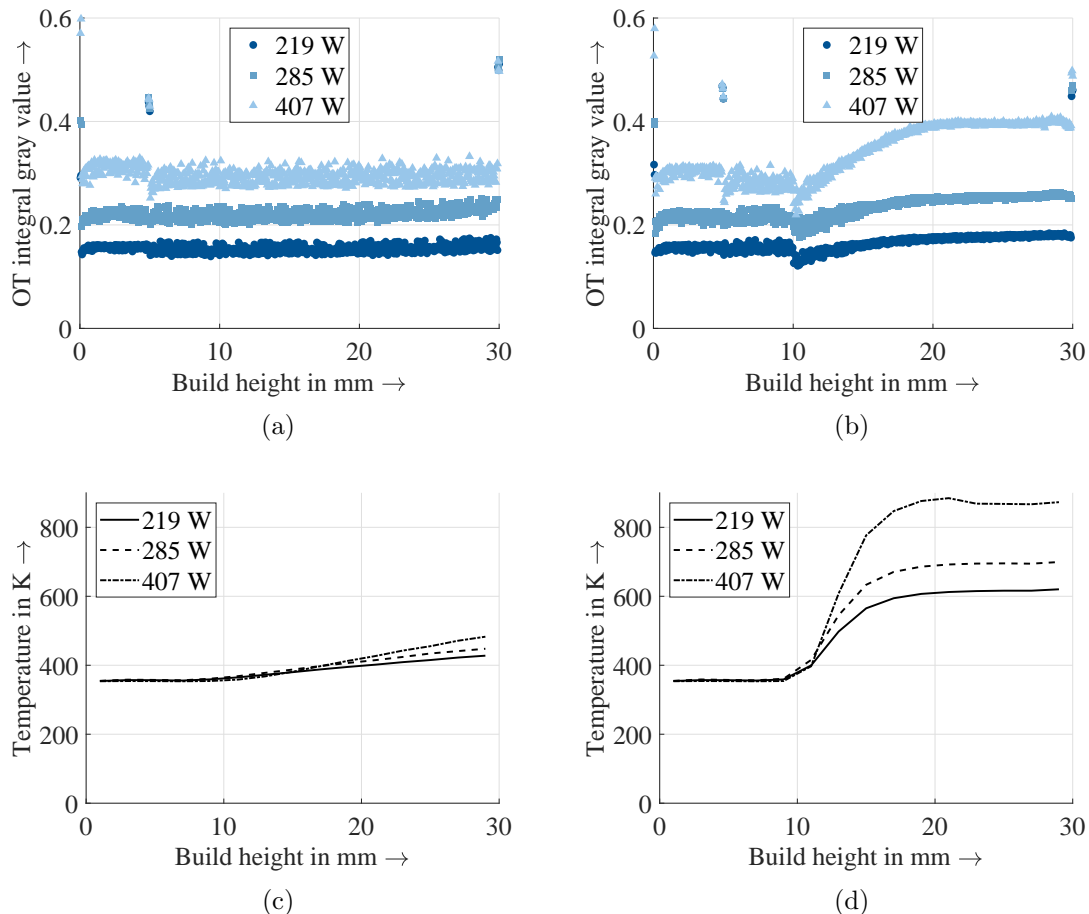 OT integral gray value →
0.6
0.4
0.2
0
219 W
285 W
407 W
0
10
20
30
Build height in mm →
(a)
OT integral gray value →
0.6
0.4
0.2
0
219 W
285 W
407 W
0
10
20
30
Build height in mm →
(b)
Temperature in K →
800
600
400
200
0
219 W
285 W
407 W
0
10
20
30
Build height in mm →
(c)
Temperature in K →
800
600
400
200
0
219 W
285 W
407 W
0
10
20
30
Build height in mm →
(d)